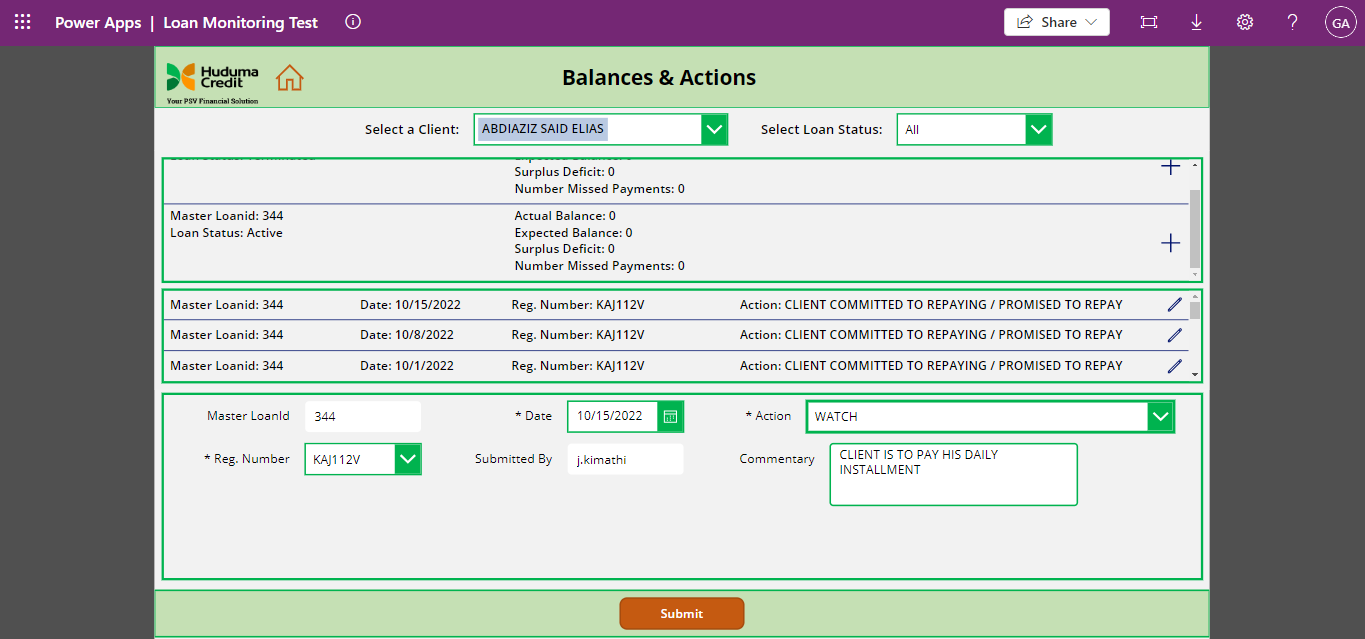 Power Apps | Loan Monitoring Test
Share
?
GA
Huduma
Credit
Your PSV Financial Solution
Balances & Actions
Select a Client:
ABDIAZIZ SAID ELIAS
Select Loan Status:
All
Loan Status: Terminated
Expected Balance: 0
Surplus Deficit: 0
Number Missed Payments: 0
Master Loanid: 344
Loan Status: Active
Actual Balance: 0
Expected Balance: 0
Surplus Deficit: 0
Number Missed Payments: 0
Master Loanid: 344 Date: 10/15/2022 Reg. Number: KAJ112V Action: CLIENT COMMITTED TO REPAYING / PROMISED TO REPAY
Master Loanid: 344 Date: 10/8/2022 Reg. Number: KAJ112V Action: CLIENT COMMITTED TO REPAYING / PROMISED TO REPAY
Master Loanid: 344 Date: 10/1/2022 Reg. Number: KAJ112V Action: CLIENT COMMITTED TO REPAYING / PROMISED TO REPAY
Master LoanId 344 * Date 10/15/2022 * Action WATCH
* Reg. Number KAJ112V Submitted By j.kimathi Commentary
CLIENT IS TO PAY HIS DAILY
INSTALLMENT
Submit